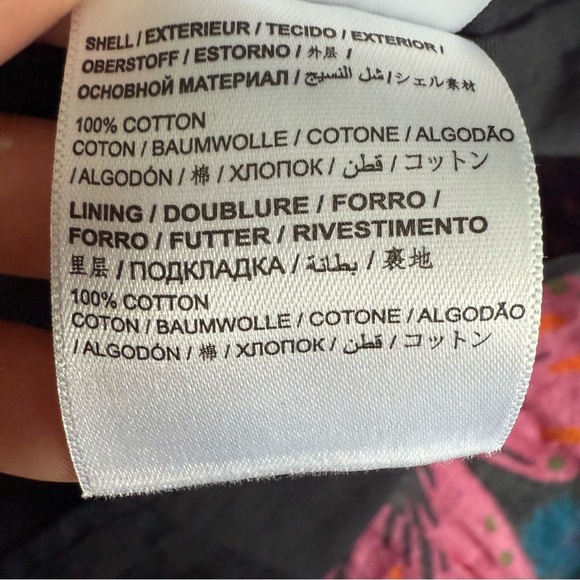 SHELL / EXTERIEUR / TECIDO / EXTERIOR /
OBERSTOFF / ESTORNO / 外层 /
ОСНОВНОЙ МАТЕРИАЛ / شل النسيج / シェル素材
100% COTTON
COTON / BAUMWOLLE / COTONE / ALGODÃO
/ ALGODÓN / 棉 / ХЛОПОК / قطن / コットン
LINING / DOUBLURE / FORRO /
FORRO / FUTTER / RIVESTIMENTO
里层 / ПОДКЛАДКА / بطانة / 裏地
100% COTTON
COTON / BAUMWOLLE / COTONE / ALGODÃO
/ ALGODÓN / 棉 / ХЛОПОК / قطن / コットン